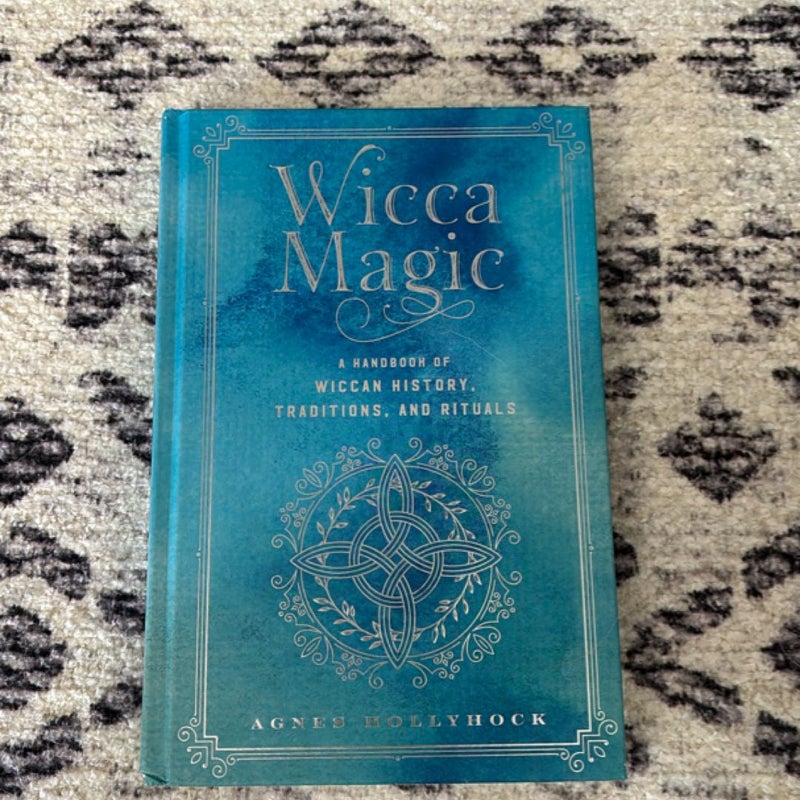 Wicca
Magic
A HANDBOOK OF
WICCAN HISTORY,
TRADITIONS, AND RITUALS
AGNES HOLLYHOCK